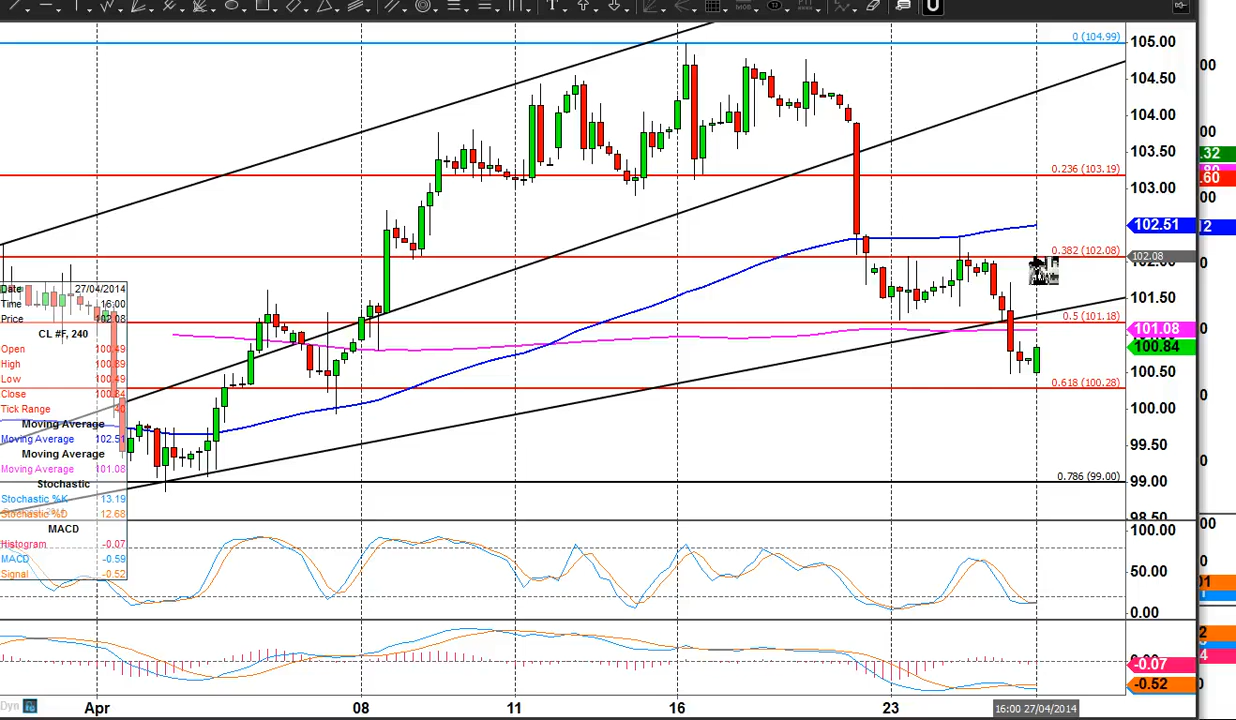 0 (104.99)
0.236 (103.19)
0.382 (102.08)
0.5 (101.18)
0.618 (100.28)
0.786 (99.00)
105.00
104.50
104.00
103.50
103.00
102.51
102.08
101.50
101.08
100.84
100.50
100.00
99.50
99.00
98.50
100.00
50.00
0.00
-0.07
-0.52
Date 27/04/2014
Time 16:00
Price 102.08
CL #F, 240
Open 100.49
High 100.89
Low 100.49
Close 100.84
Tick Range 40
Moving Average
Moving Average 102.51
Moving Average
Moving Average 101.08
Stochastic
Stochastic %K 13.19
Stochastic %D 12.68
MACD
Histogram -0.07
MACD -0.59
Signal -0.52
Dyn
Apr
08
11
16
23
16:00 27/04/2014